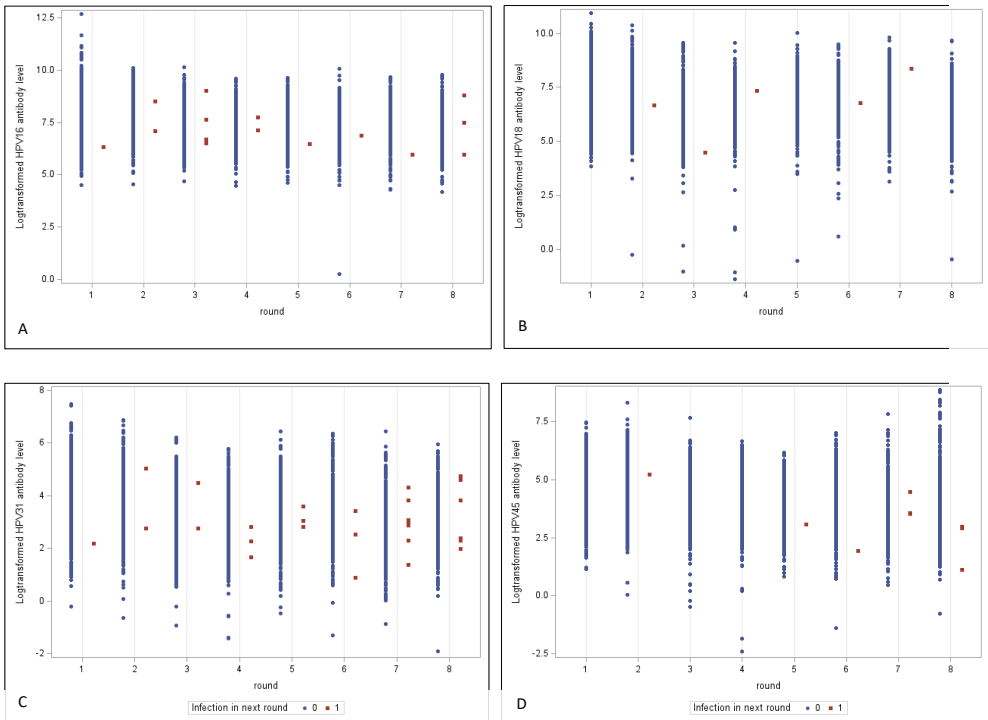 12.5
10.0
7.5
5.0
2.5
0.0
Logtransformed HPV16 antibody level
1 2 3 4 5 6 7 8
round
A
10.0
7.5
5.0
2.5
0.0
Logtransformed HPV18 antibody level
1 2 3 4 5 6 7 8
round
B
8
6
4
2
0
-2
Logtransformed HPV31 antibody level
1 2 3 4 5 6 7 8
round
C
Infection in next round 0 1
7.5
5.0
2.5
0.0
-2.5
Logtransformed HPV45 antibody level
1 2 3 4 5 6 7 8
round
D
Infection in next round 0 1